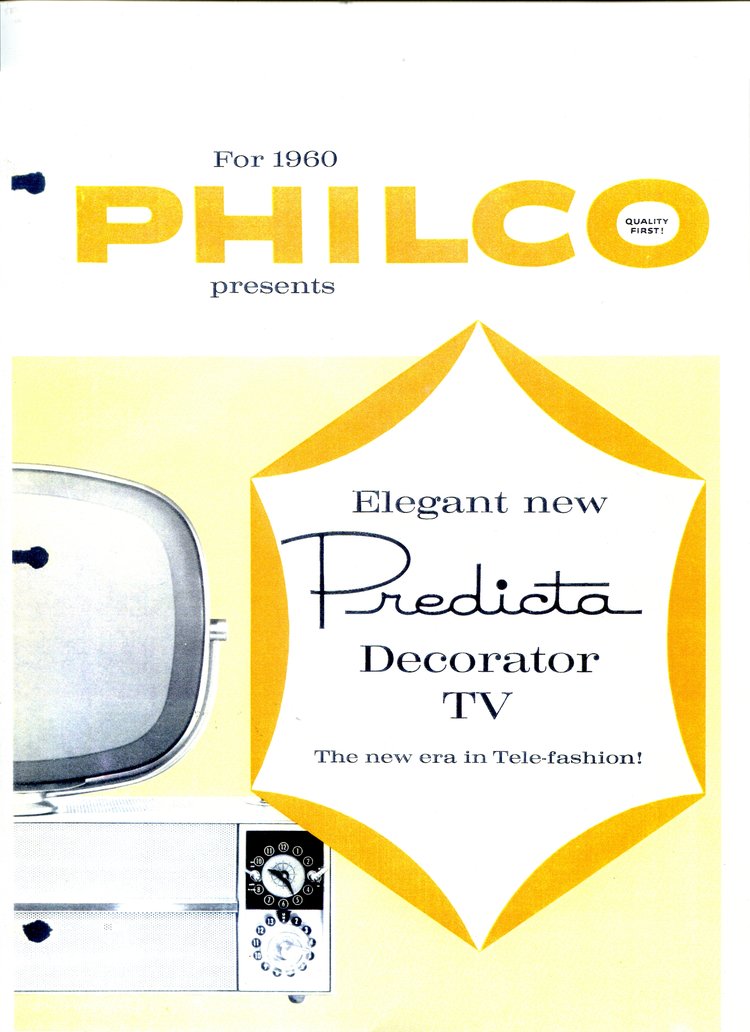 For 1960
PHILCO
QUALITY
FIRST!
presents
Elegant new
Predicta
Decorator
TV
The new era in Tele-fashion!